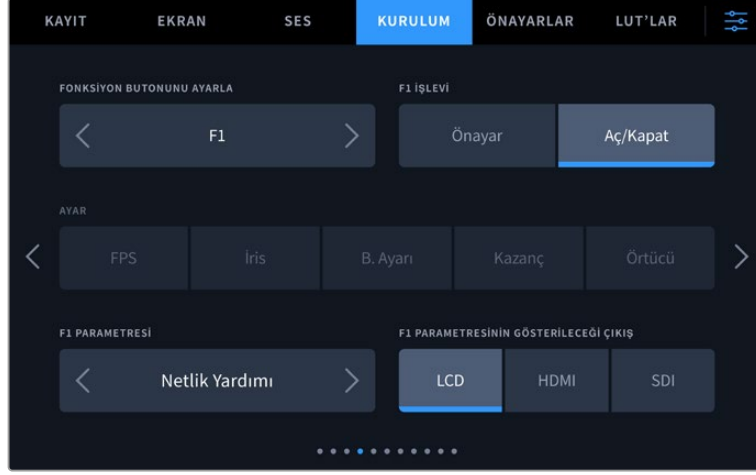 KAYIT EKRAN SES KURULUM ÖNAYARLAR LUT’LAR
FONKSİYON BUTONUNU AYARLA F1 İŞLEVİ
F1 Önayar Aç/Kapat
AYAR
FPS İris B. Ayarı Kazanç Örtücü
F1 PARAMETRESİ F1 PARAMETRESİNİN GÖSTERİLECEĞİ ÇIKIŞ
Netlik Yardımı LCD HDMI SDI